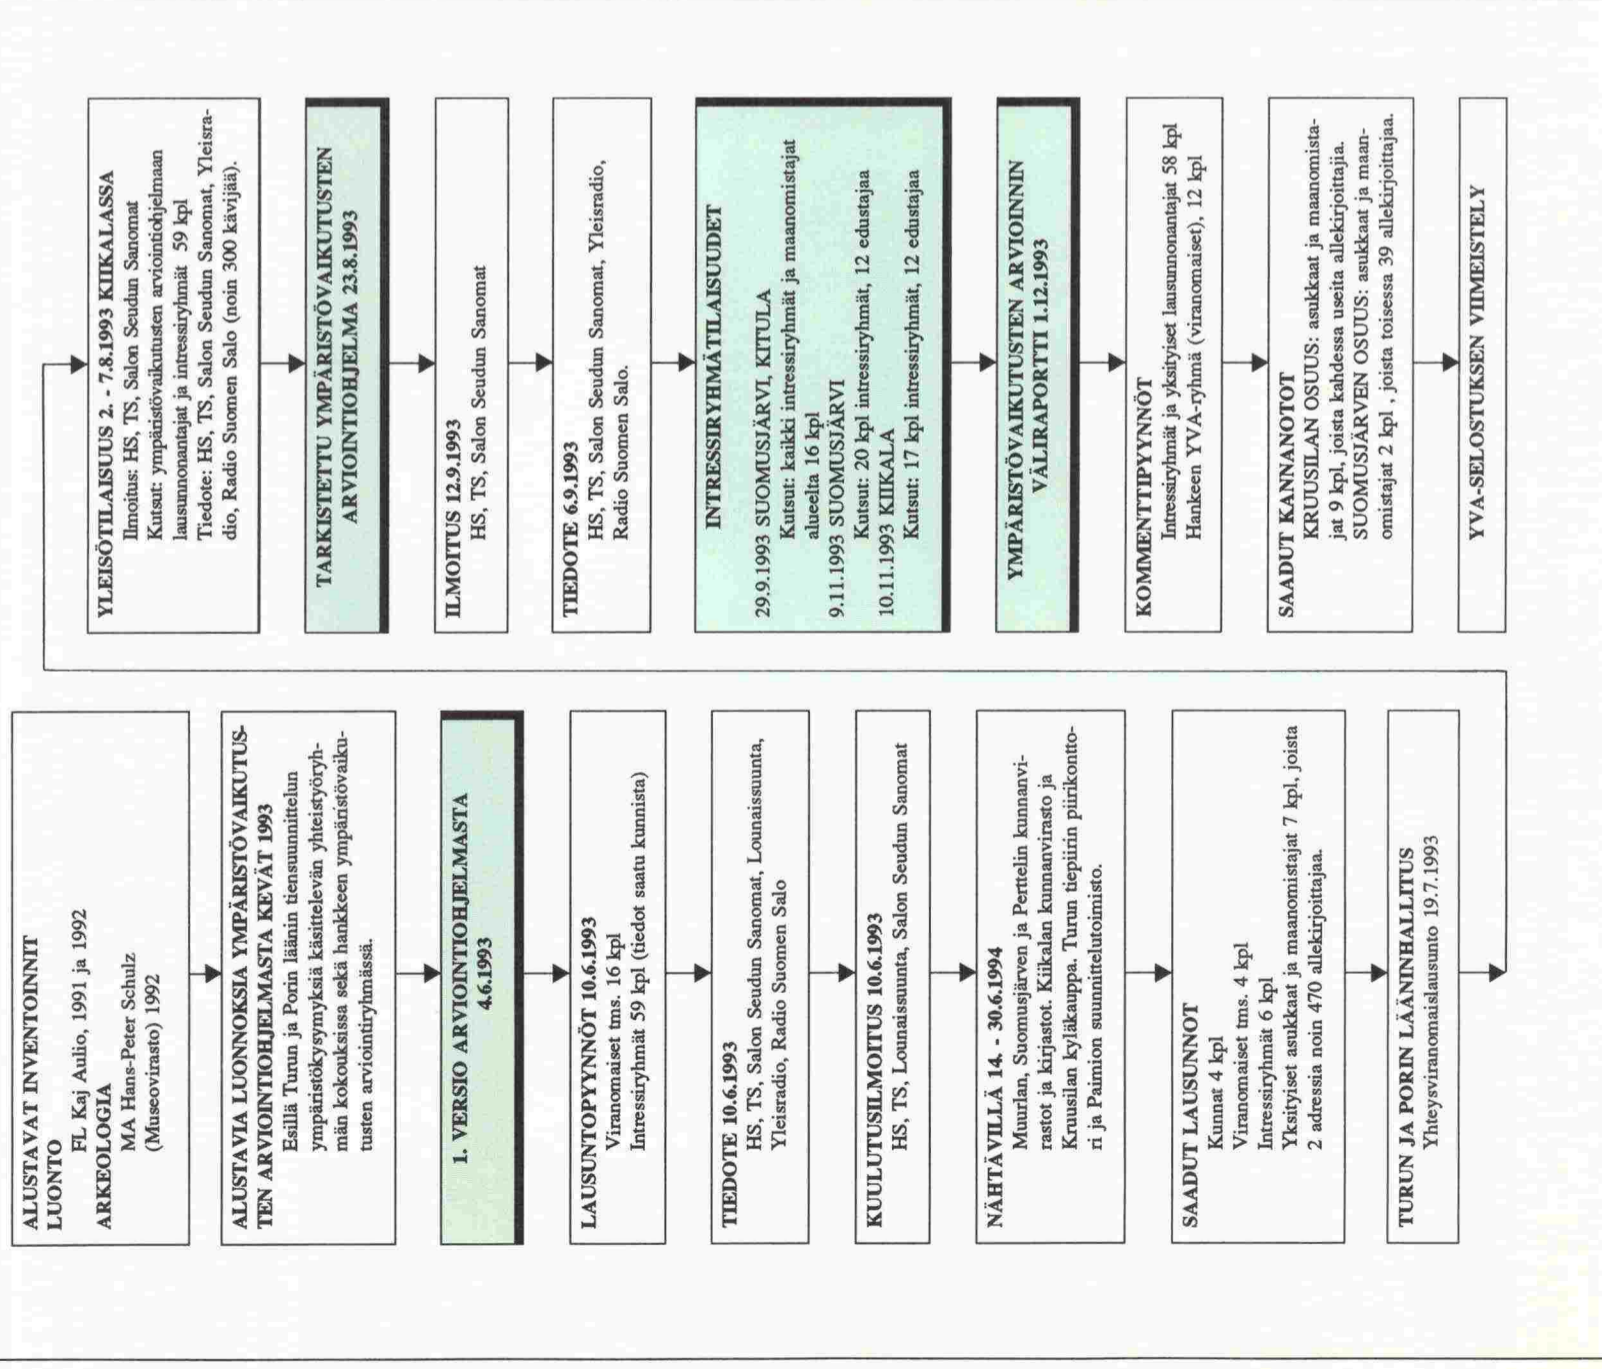 ALUSTAVAT INVENTOINNIT
LUONTO
FL Kaj Aulio, 1991 ja 1992
ARKEOLOGIA
MA Hans-Peter Schulz
(Museovirasto) 1992
ALUSTAVIA LUONNOKSIA YMPÄRISTÖVAIKUTUS-
TEN ARVIOINTIOHJELMASTA KEVÄT 1993
Esillä Turun ja Porin läänin tiensuunnittelun
ympäristökysymyksiä käsittelevän yhteistyöryh-
män kokouksissa sekä hankkeen ympäristövaiku-
tusten arviointiryhmässä.
1. VERSIO ARVIOINTIOHJELMASTA
4.6.1993
LAUSUNTOPYYNNÖT 10.6.1993
Viranomaiset tms. 16 kpl
Intressiryhmät 59 kpl (tiedot saatu kunnista)
TIEDOTE 10.6.1993
HS, TS, Salon Seudun Sanomat, Lounaissuunta,
Yleisradio, Radio Suomen Salo
KUULUTUSILMOITUS 10.6.1993
HS, TS, Lounaissuunta, Salon Seudun Sanomat
NÄHTÄVILLÄ 14. - 30.6.1994
Muurlan, Suomusjärven ja Perttelin kunnanvi-
rastot ja kirjastot. Kiikalan kunnanvirasto ja
Kruusilan kyläkauppa. Turun tiepiirin piirikontto-
ri ja Paimion suunnittelutoimisto.
SAADUT LAUSUNNOT
Kunnat 4 kpl
Viranomaiset tms. 4 kpl
Intressiryhmät 6 kpl
Yksityiset asukkaat ja maanomistajat 7 kpl, joista
2 adressia noin 470 allekirjoittajaa.
TURUN JA PORIN LÄÄNINHALLITUS
Yhteysviranomaislausunto 19.7.1993
YLEISÖTILAISUUS 2. - 7.8.1993 KIIKALASSA
Ilmoitus: HS, TS, Salon Seudun Sanomat
Kutsut: ympäristövaikutusten arviointiohjelmaan
lausunnonantajat ja intressiryhmät 59 kpl
Tiedote: HS, TS, Salon Seudun Sanomat, Yleisra-
dio, Radio Suomen Salo (noin 300 kävijää).
TARKISTETTU YMPÄRISTÖVAIKUTUSTEN
ARVIOINTIOHJELMA 23.8.1993
ILMOITUS 12.9.1993
HS, TS, Salon Seudun Sanomat
TIEDOTE 6.9.1993
HS, TS, Salon Seudun Sanomat, Yleisradio,
Radio Suomen Salo.
INTRESSIRYHMÄTILAISUUDET
29.9.1993 SUOMUSJÄRVI, KITULA
Kutsut: kaikki intressiryhmät ja maanomistajat
alueelta 16 kpl
9.11.1993 SUOMUSJÄRVI
Kutsut: 20 kpl intressiryhmät, 12 edustajaa
10.11.1993 KIIKALA
Kutsut: 17 kpl intressiryhmät, 12 edustajaa
YMPÄRISTÖVAIKUTUSTEN ARVIOINNIN
VÄLIRAPORTTI 1.12.1993
KOMMENTTIPYYNNÖT
Intressiryhmät ja yksityiset lausunnonantajat 58 kpl
Hankeen YVA-ryhmä (viranomaiset), 12 kpl
SAADUT KANNANOTOT
KRUUSILAN OSUUS: asukkaat ja maanomista-
jat 9 kpl, joista kahdessa useita allekirjoittajia.
SUOMUSJÄRVEN OSUUS: asukkaat ja maan-
omistajat 2 kpl , joista toisessa 39 allekirjoittajaa.
YVA-SELOSTUKSEN VIIMEISTELY